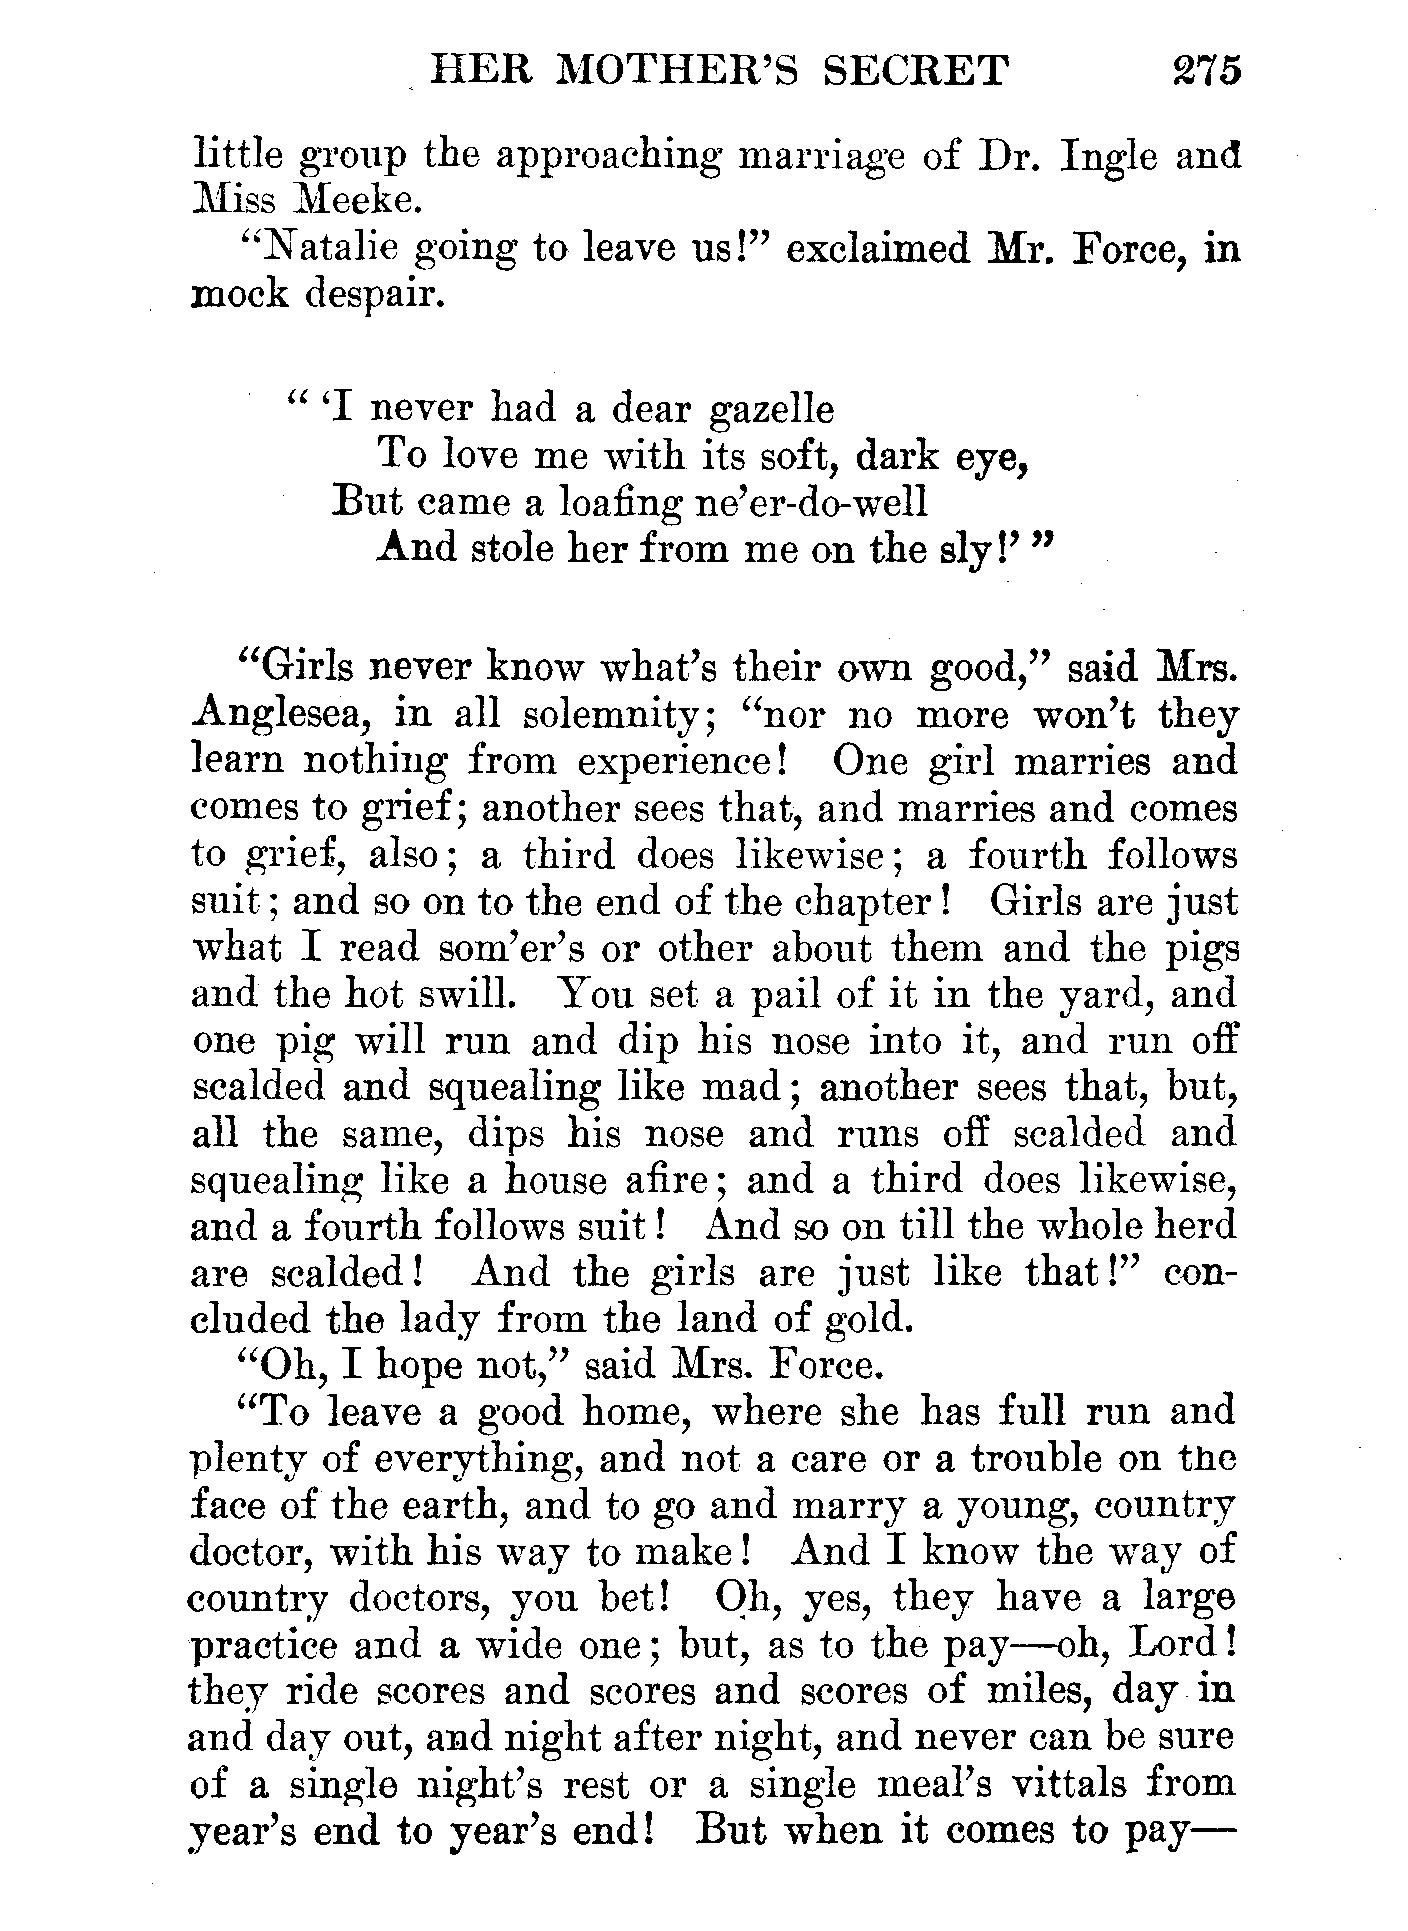 HER MOTHER'S SECRET 275
little group the approaching marriage of Dr. Ingle and
Miss Meeke.
"Natalie going to leave us!" exclaimed Mr. Force, in
mock despair.
" 'I never had a dear gazelle
To love me with its soft, dark eye,
But came a loafing ne'er-do-well
And stole her from me on the sly!' "
"Girls never know what's their own good," said Mrs.
Anglesea, in all solemnity; "nor no more won't they
learn nothing from experience! One girl marries and
comes to grief; another sees that, and marries and comes
to grief, also; a third does likewise; a fourth follows
suit; and so on to the end of the chapter! Girls are just
what I read som'er's or other about them and the pigs
and the hot swill. You set a pail of it in the yard, and
one pig will run and dip his nose into it, and run off
scalded and squealing like mad; another sees that, but,
all the same, dips his nose and runs off scalded and
squealing like a house afire; and a third does likewise,
and a fourth follows suit! And so on till the whole herd
are scalded! And the girls are just like that!" con-
cluded the lady from the land of gold.
"Oh, I hope not," said Mrs. Force.
"To leave a good home, where she has full run and
plenty of everything, and not a care or a trouble on the
face of the earth, and to go and marry a young, country
doctor, with his way to make! And I know the way of
country doctors, you bet! Oh, yes, they have a large
practice and a wide one; but, as to the pay—oh, Lord!
they ride scores and scores and scores of miles, day in
and day out, and night after night, and never can be sure
of a single night's rest or a single meal's vittals from
year's end to year's end! But when it comes to pay—